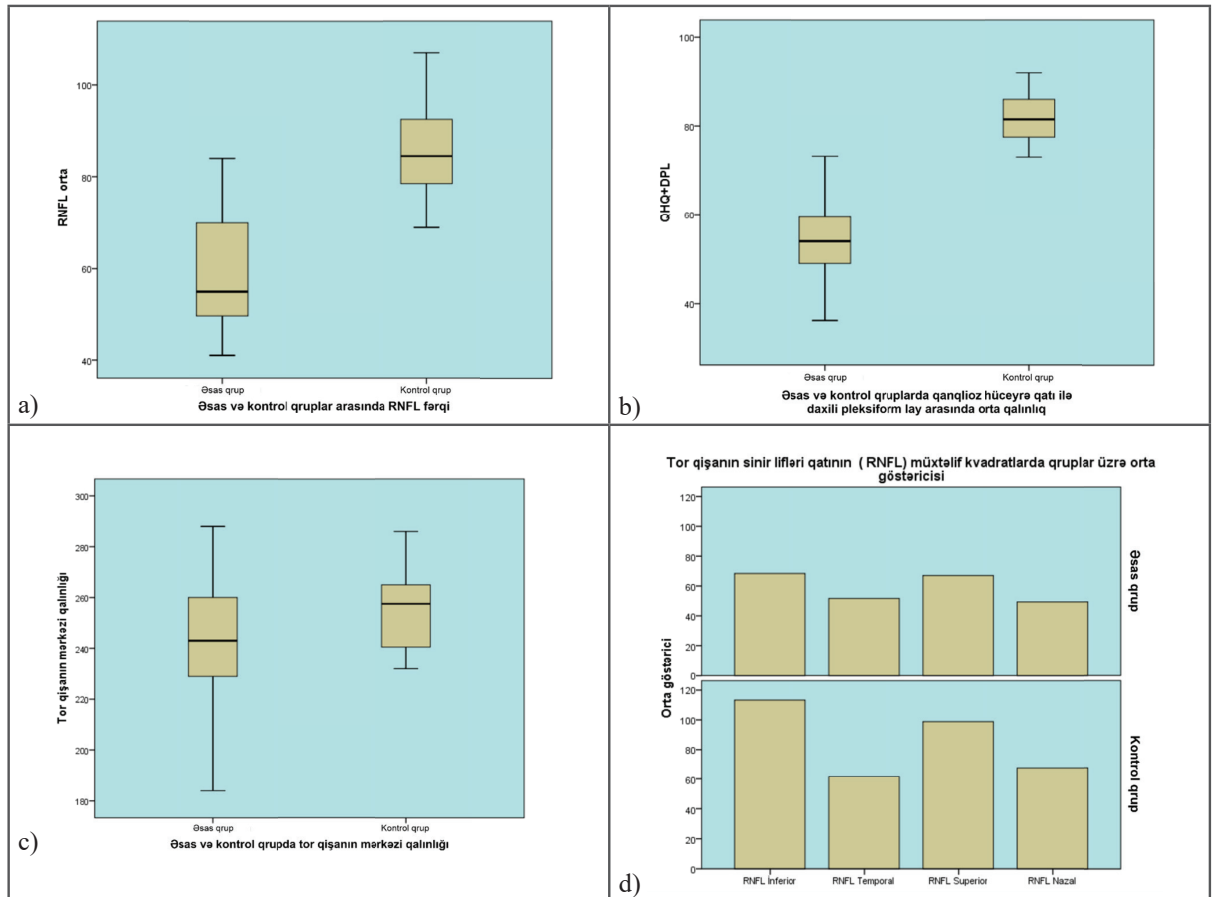 100
80
60
40
RNFL orta
Əsas qrup
Kontrol qrup
Əsas və kontrol qruplar arasında RNFL fərqi
a)
100
80
60
40
QHQ+DPL
Əsas qrup
Kontrol qrup
Əsas və kontrol qruplarda qanqlioz hüceyrə qatı ilə
daxili pleksiform lay arasında orta qalınlıq
b)
300
280
260
240
220
200
180
Tor qişanın mərkəzi qalınlığı
Əsas qrup
Kontrol qrup
Əsas və kontrol qrupda tor qişanın mərkəzi qalınlığı
c)
Tor qişanın sinir lifləri qatının ( RNFL) müxtəlif kvadratlarda qruplar üzrə orta
göstəricisi
120
100
80
60
40
20
0
Əsas qrup
Orta göstərici
120
100
80
60
40
20
0
Kontrol qrup
RNFL İnferior
RNFL Temporal
RNFL Superior
RNFL Nazal
d)